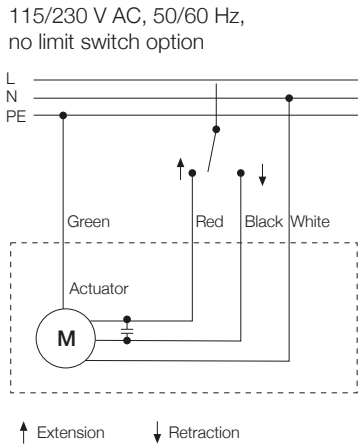 115/230 V AC, 50/60 Hz,
no limit switch option
L
N
PE
Green
Red
Black
White
Actuator
M
Extension
Retraction